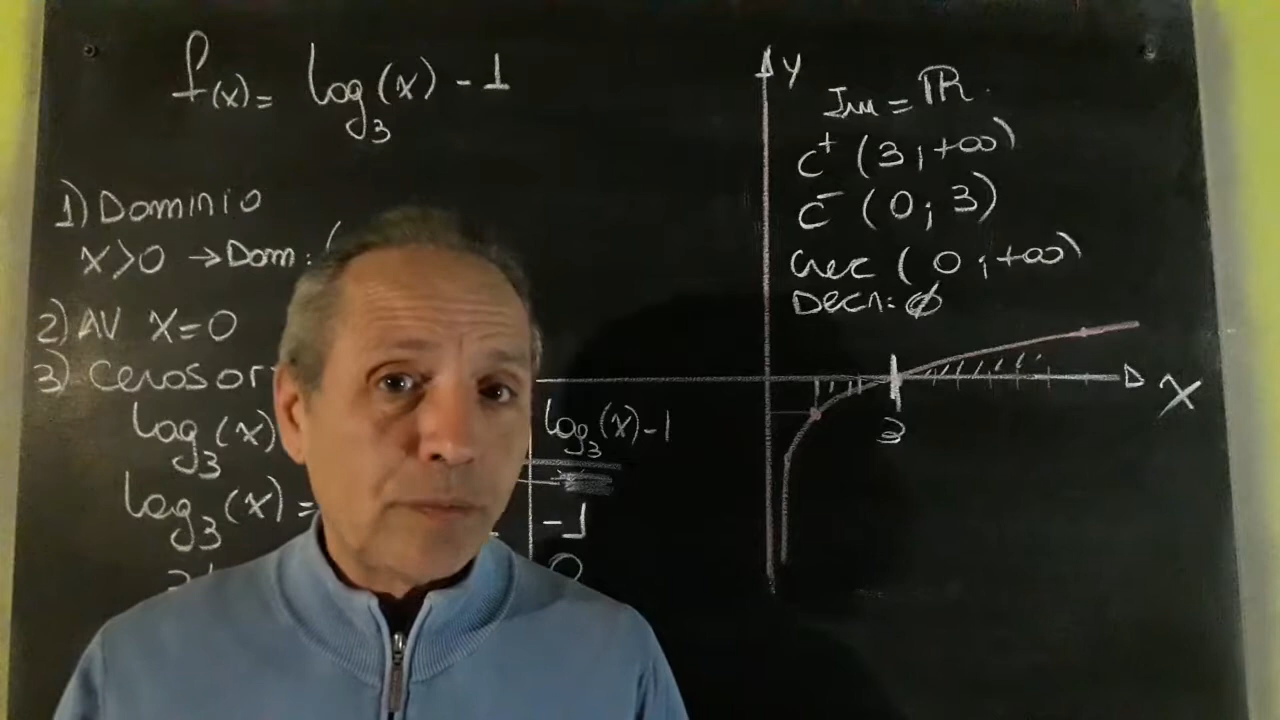 f(x) = log₃(x) - 1
1) Dominio
x>0 → Dom: (
2) AV x=0
3) Ceros o
log₃(x)
log₃(x) =
log₃(x) - 1
-1
0
y
Im = ℝ.
C⁺ (3; +∞)
C⁻ (0; 3)
Crec (0; +∞)
Decr: ∅
x
3